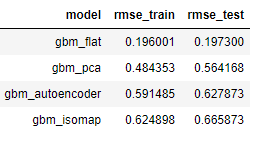 model rmse_train rmse_test
gbm_flat 0.196001 0.197300
gbm_pca 0.484353 0.564168
gbm_autoencoder 0.591485 0.627873
gbm_isomap 0.624898 0.665873